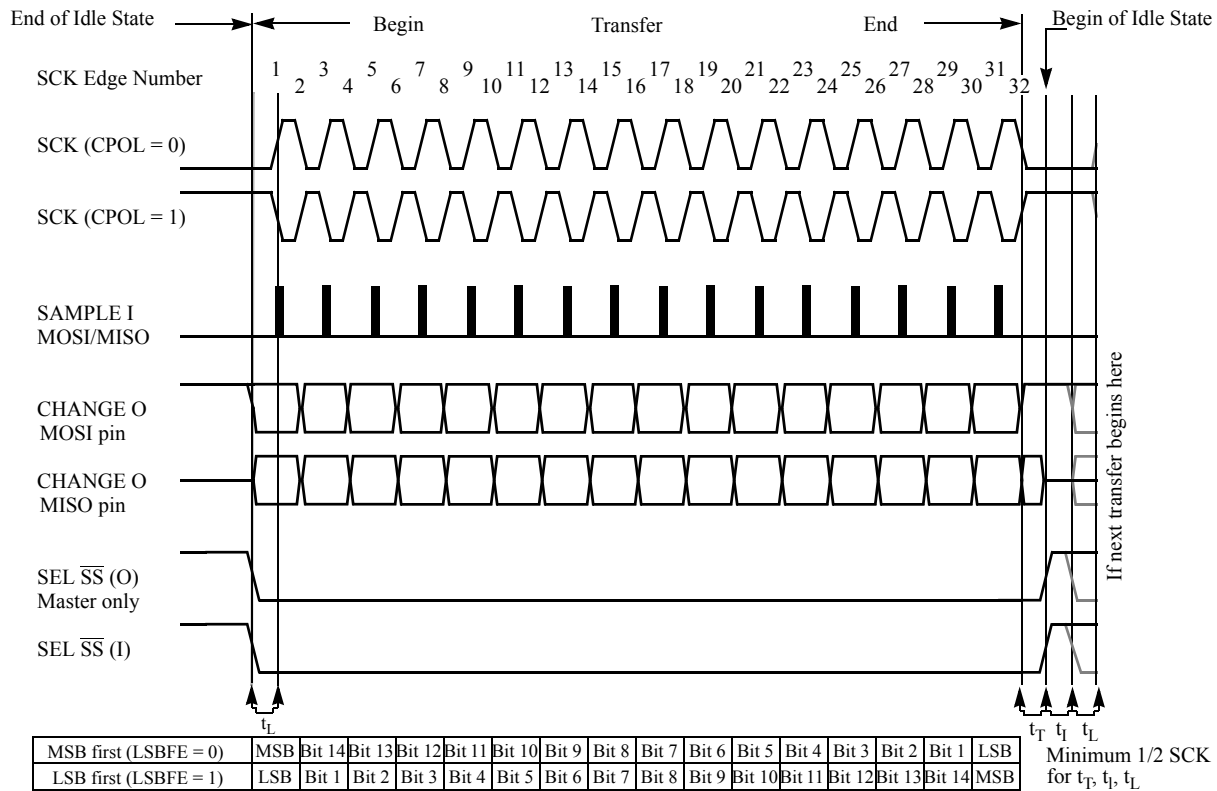 End of Idle State
Begin
Transfer
End
Begin of Idle State
SCK Edge Number
1 2 3 4 5 6 7 8 9 10 11 12 13 14 15 16 17 18 19 20 21 22 23 24 25 26 27 28 29 30 31 32
SCK (CPOL = 0)
SCK (CPOL = 1)
SAMPLE I
MOSI/MISO
CHANGE O
MOSI pin
CHANGE O
MISO pin
SEL SS (O)
Master only
SEL SS (I)
If next transfer begins here
tL
tT tI tL
MSB first (LSBFE = 0) MSB Bit 14 Bit 13 Bit 12 Bit 11 Bit 10 Bit 9 Bit 8 Bit 7 Bit 6 Bit 5 Bit 4 Bit 3 Bit 2 Bit 1 LSB
LSB first (LSBFE = 1) LSB Bit 1 Bit 2 Bit 3 Bit 4 Bit 5 Bit 6 Bit 7 Bit 8 Bit 9 Bit 10 Bit 11 Bit 12 Bit 13 Bit 14 MSB
Minimum 1/2 SCK
for tT, tl, tL